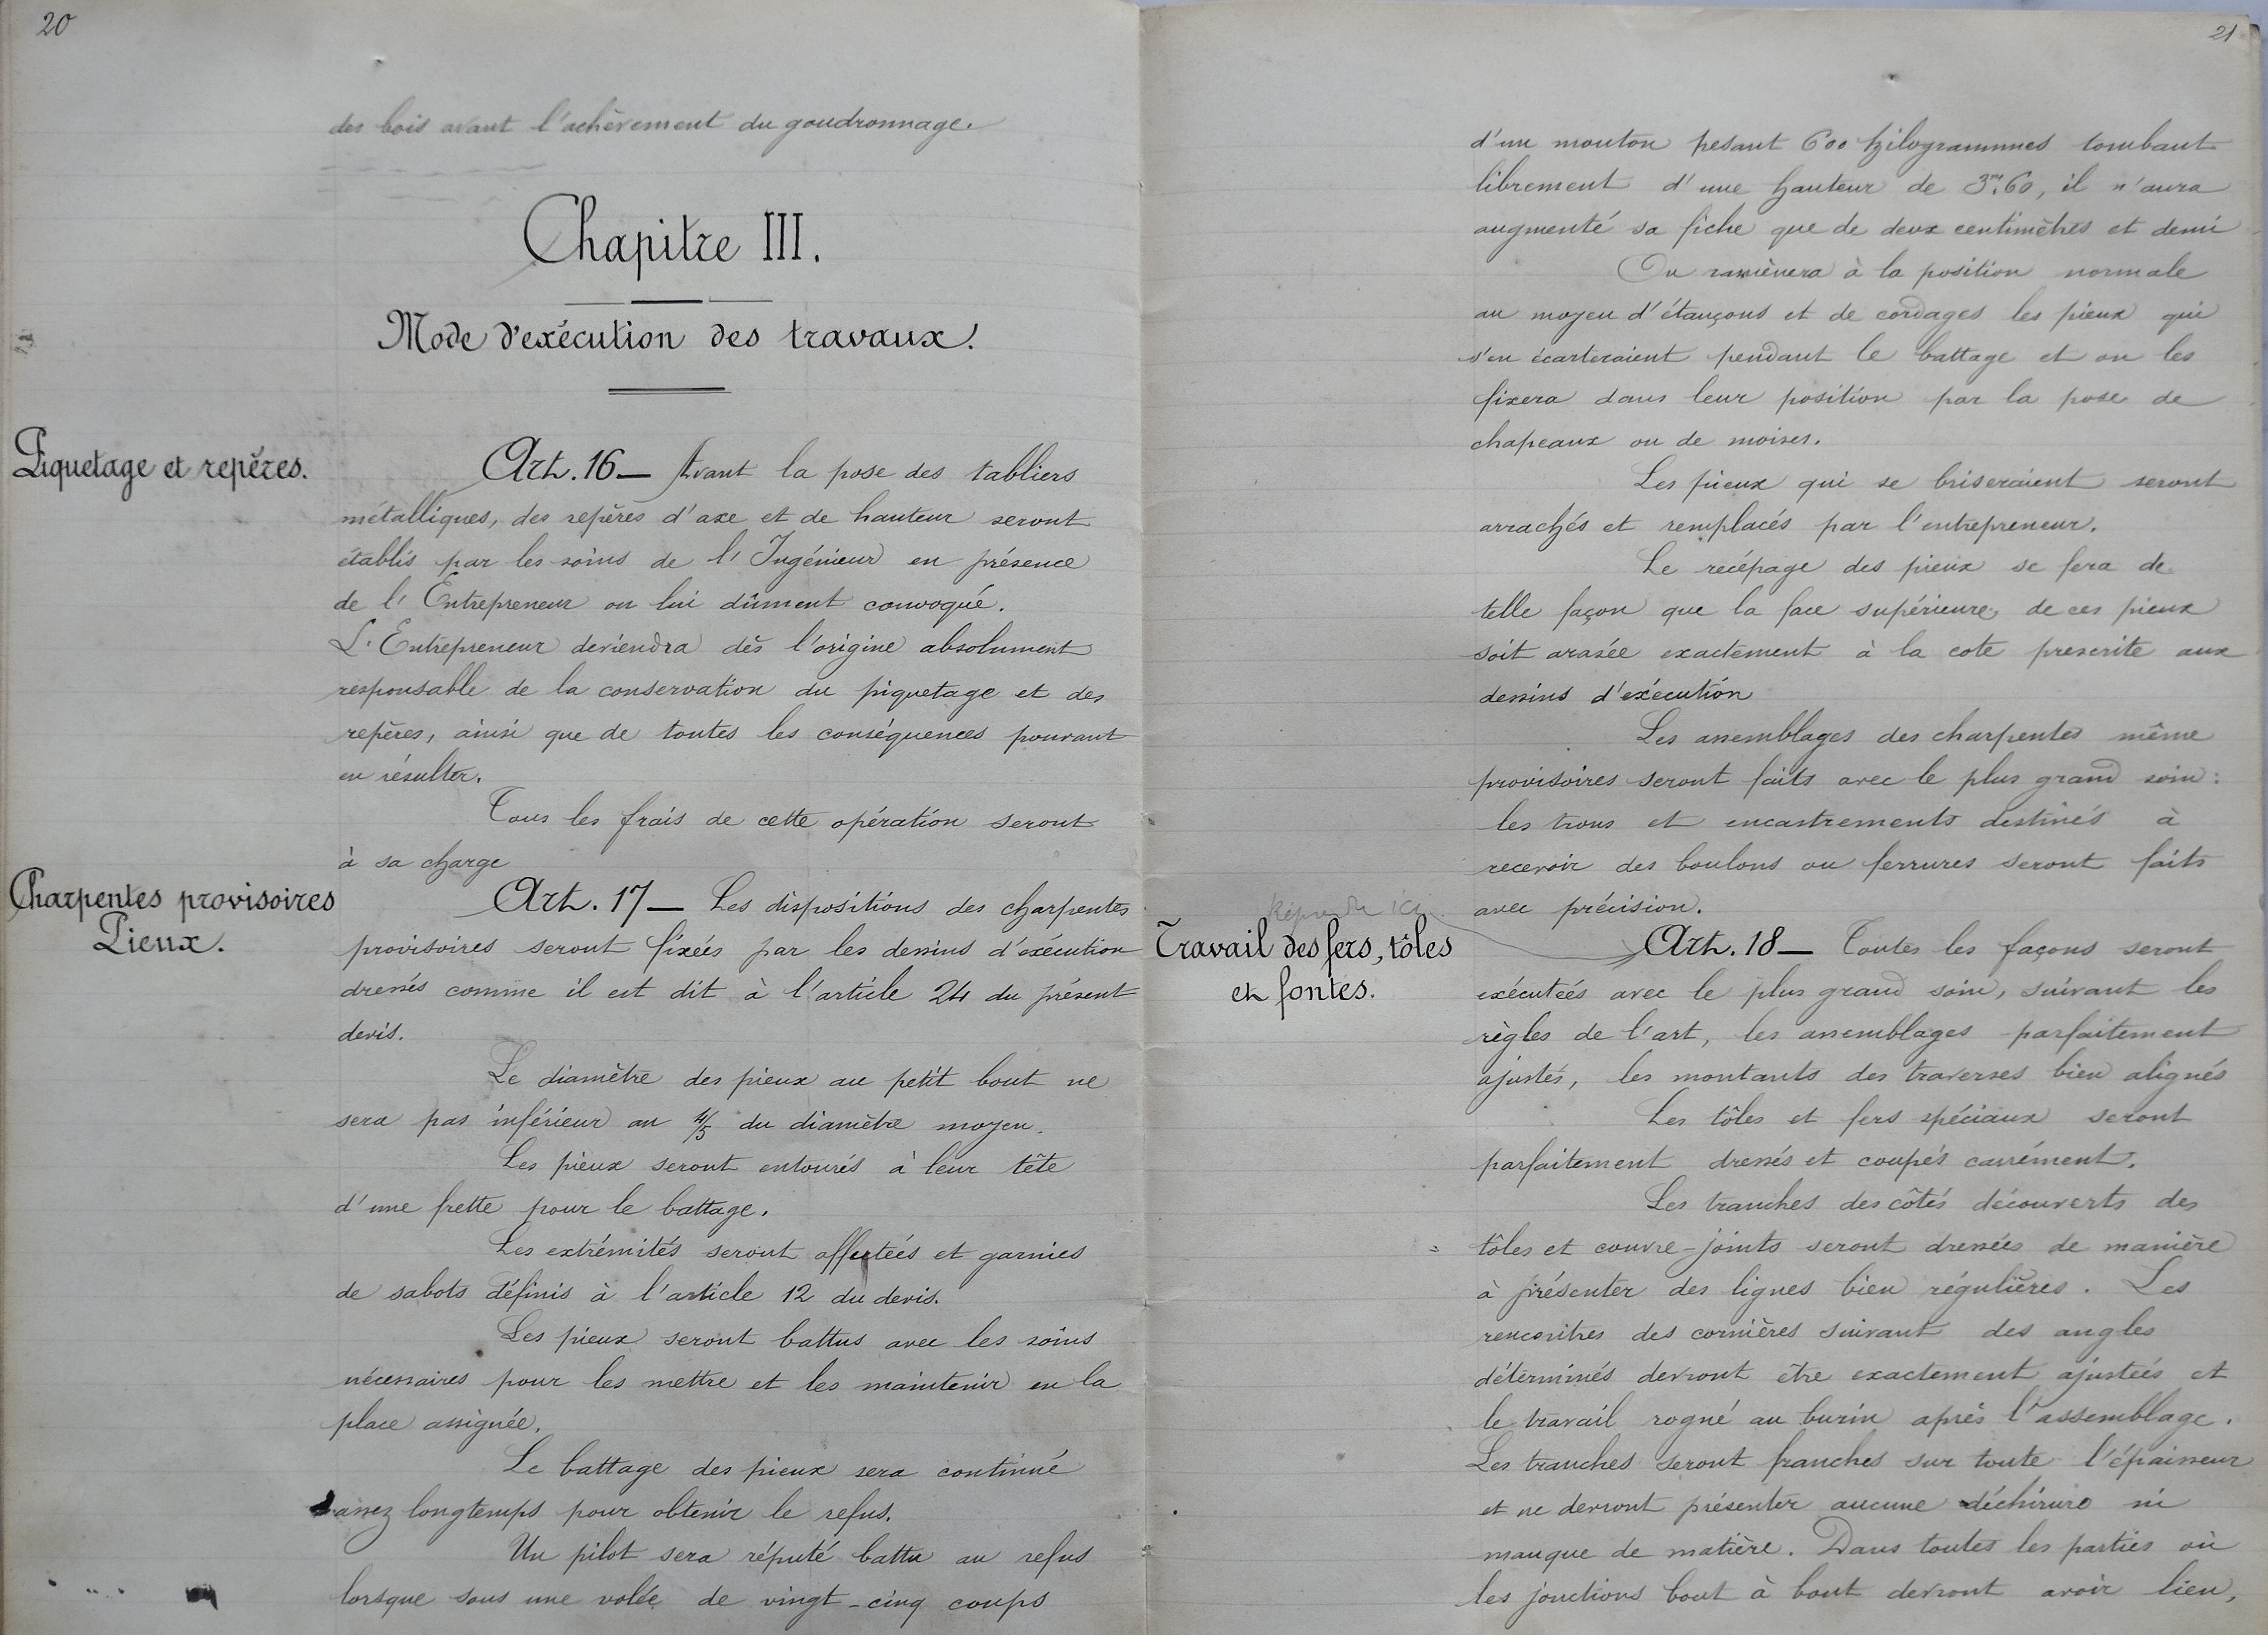 20
des bois avant l'achèvement du goudronnage.
Chapitre III.
Mode d'exécution des travaux.
Piquetage et repères.
Art. 16 — Avant la pose des tabliers
métalliques, des repères d'axe et de hauteur seront
établis par les soins de l'Ingénieur en présence
de l'Entrepreneur ou lui dûment convoqué.
L'Entrepreneur deviendra dès l'origine absolument
responsable de la conservation du piquetage et des
repères, ainsi que de toutes les conséquences pouvant
en résulter.
Tous les frais de cette opération seront
à sa charge
Charpentes provisoires
Pieux.
Art. 17 — Les dispositions des charpentes
provisoires seront fixées par les dessins d'exécution
dressés comme il est dit à l'article 24 du présent
devis.
Le diamètre des pieux au petit bout ne
sera pas inférieur au 4/5 du diamètre moyen.
Les pieux seront entourés à leur tête
d'une frette pour le battage.
Les extrémités seront affutées et garnies
de sabots définis à l'article 12 du devis.
Les pieux seront battus avec les soins
nécessaires pour les mettre et les maintenir en la
place assignée.
Le battage des pieux sera continué
assez longtemps pour obtenir le refus.
Un pilot sera réputé battu au refus
lorsque sous une volée de vingt-cinq coups
21
d'un mouton pesant 600 kilogrammes tombant
librement d'une hauteur de 3m.60, il n'aura
augmenté sa fiche que de deux centimètres et demi
On ramènera à la position normale
au moyen d'étançons et de cordages les pieux qui
s'en écarteraient pendant le battage et on les
fixera dans leur position par la pose de
chapeaux ou de moises.
Les pieux qui se briseraient seront
arrachés et remplacés par l'entrepreneur.
Le recépage des pieux se fera de
telle façon que la face supérieure de ces pieux
soit arasée exactement à la cote prescrite aux
dessins d'exécution
Les assemblages des charpentes même
provisoires seront faits avec le plus grand soin:
les trous et encastrements destinés à
recevoir des boulons ou ferrures seront faits
avec précision.
Reprendre ici
Travail des fers, tôles
et fontes.
Art. 18 — Toutes les façons seront
exécutées avec le plus grand soin, suivant les
règles de l'art, les assemblages parfaitement
ajustés, les montants des traverses bien alignés
Les tôles et fers spéciaux seront
parfaitement dressés et coupés carrément.
Les tranches des côtés découverts des
tôles et couvre-joints seront dressées de manière
à présenter des lignes bien régulières. Les
rencontres des cornières suivant des angles
déterminés devront être exactement ajustées et
le travail rogné au burin après l'assemblage.
Les tranches seront franches sur toute l'épaisseur
et ne devront présenter aucune déchirure ni
manque de matière. Dans toutes les parties où
les jonctions bout à bout devront avoir lieu,